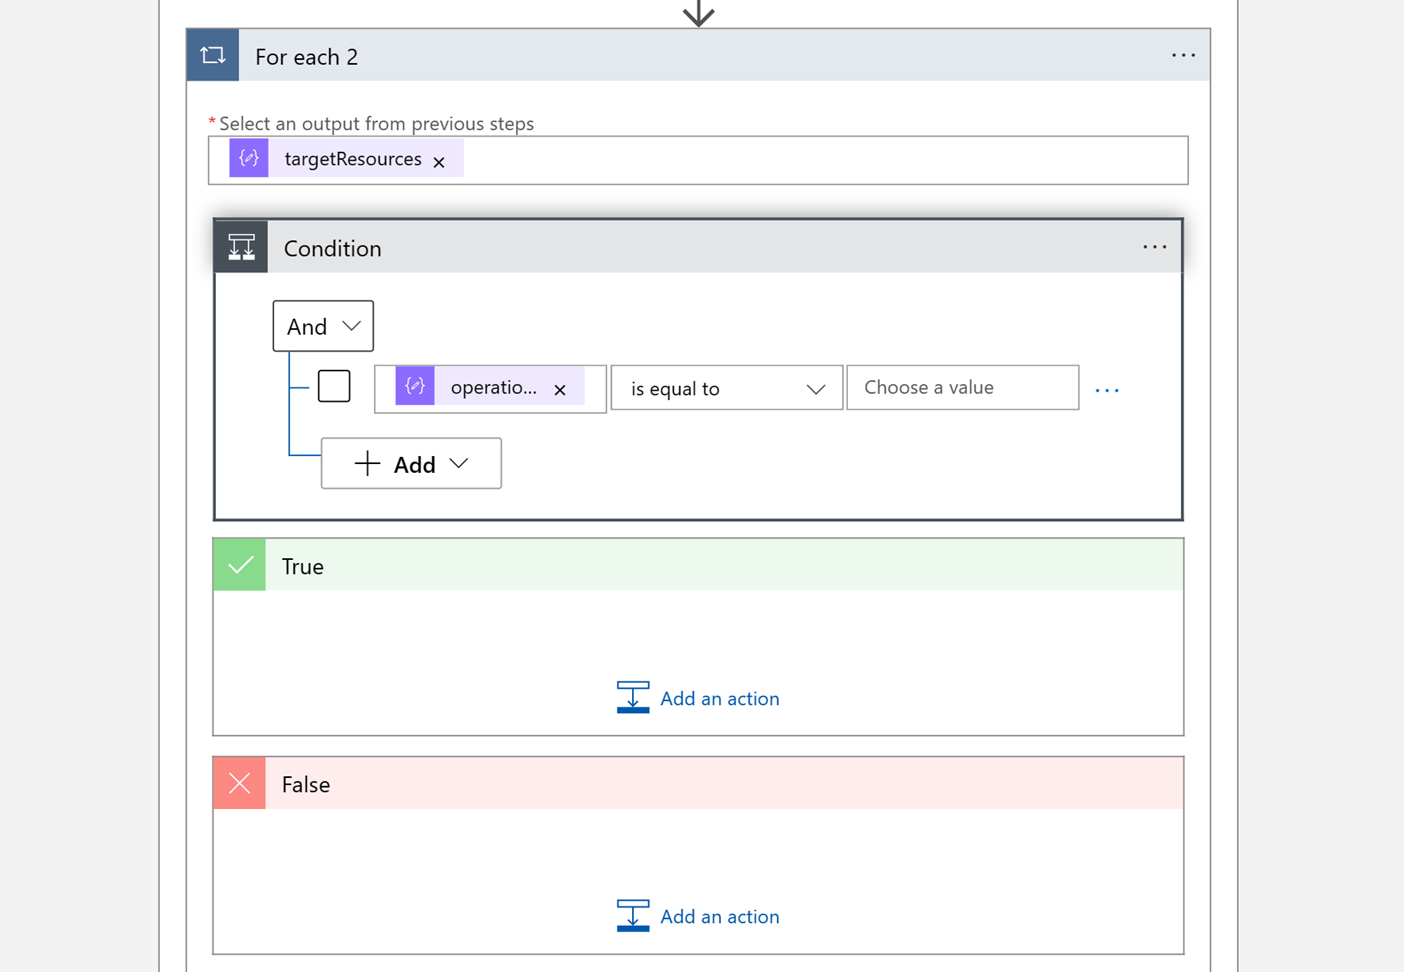 For each 2
* Select an output from previous steps
targetResources
Condition
And
operatio... is equal to Choose a value
Add
True
Add an action
False
Add an action